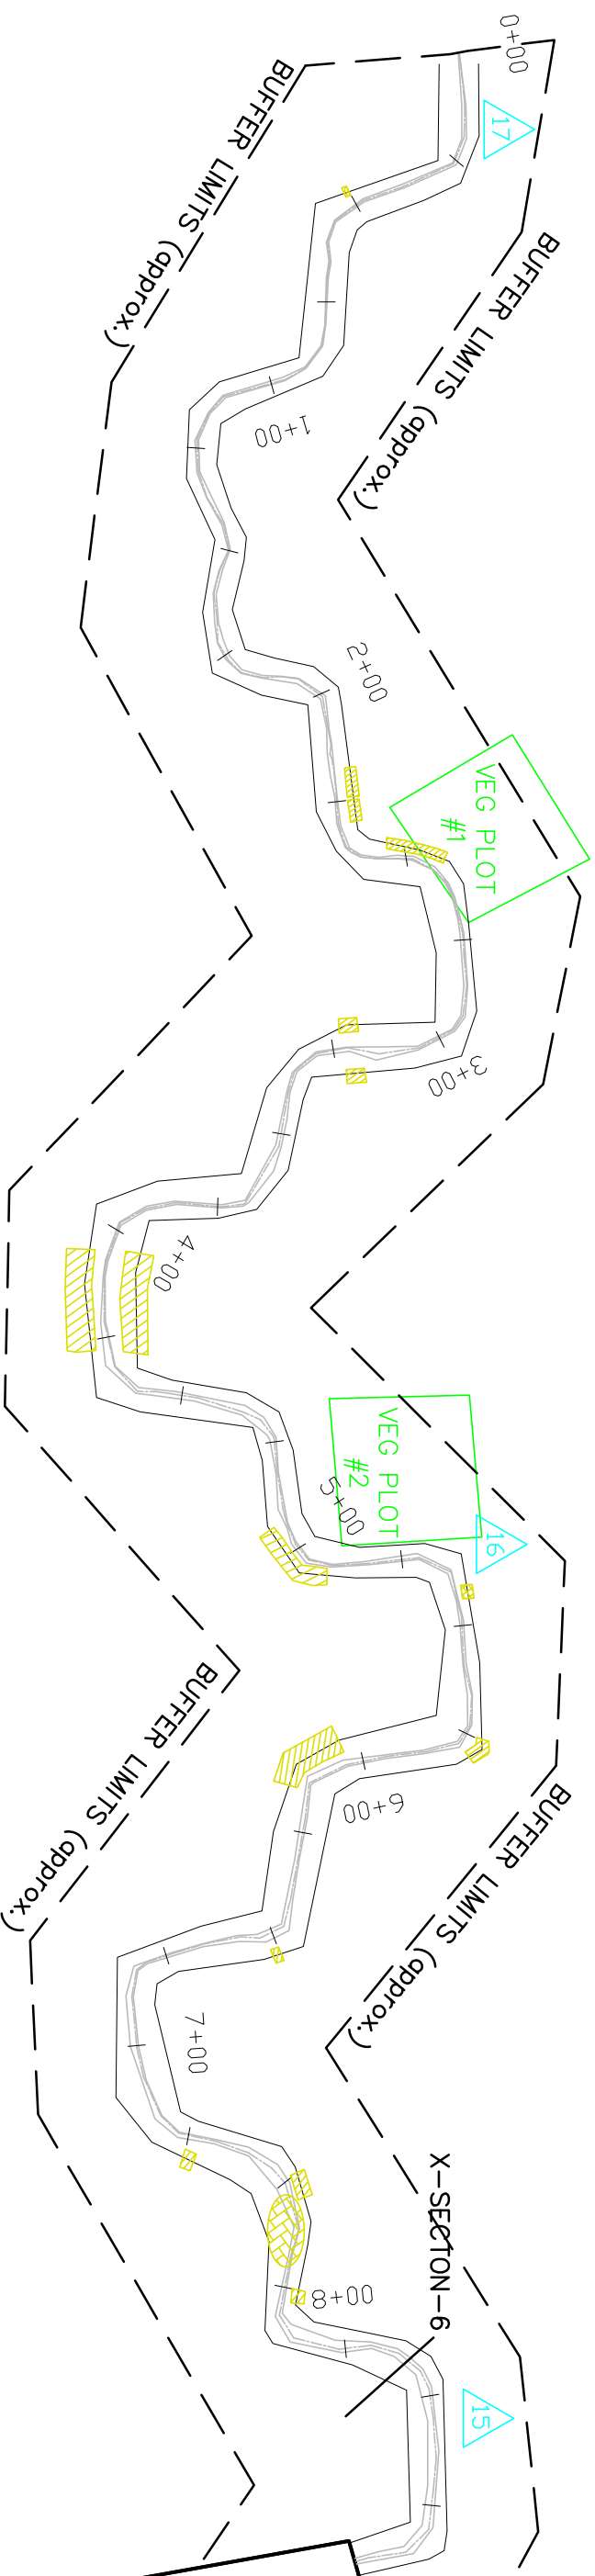 0+00
17
BUFFER LIMITS (approx.)
BUFFER LIMITS (approx.)
1+00
2+00
VEG PLOT
#1
3+00
4+00
VEG PLOT
#2
5+00
16
BUFFER LIMITS (approx.)
6+00
BUFFER LIMITS (approx.)
7+00
X-SECTON-6
8+00
15